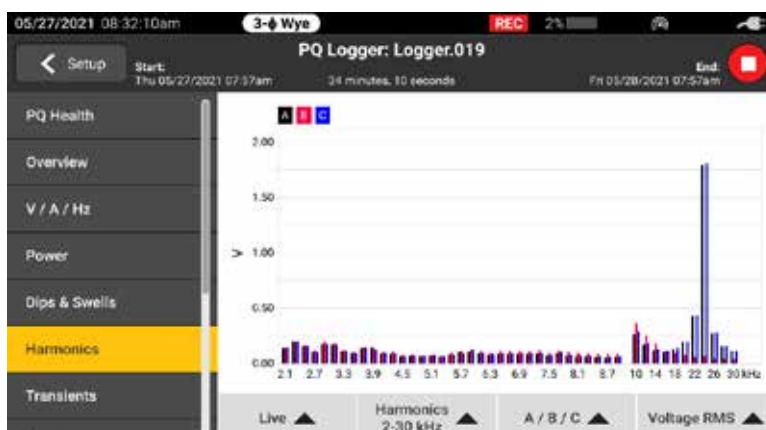 05/27/2021 08:32:10am 3-ϕ Wye REC 2%
Setup
PQ Logger: Logger.019
Start: End:
Thu 05/27/2021 07:57am 34 minutes, 10 seconds Fri 05/28/2021 07:57am
PQ Health
Overview
V / A / Hz
Power
Dips & Swells
Harmonics
Transients
A B C
2.00
1.50
V 1.00
0.50
0.00
2.1 2.7 3.3 3.9 4.5 5.1 5.7 6.3 6.9 7.5 8.1 8.7 10 14 18 22 26 30 kHz
Live Harmonics A / B / C Voltage RMS
2-30 kHz